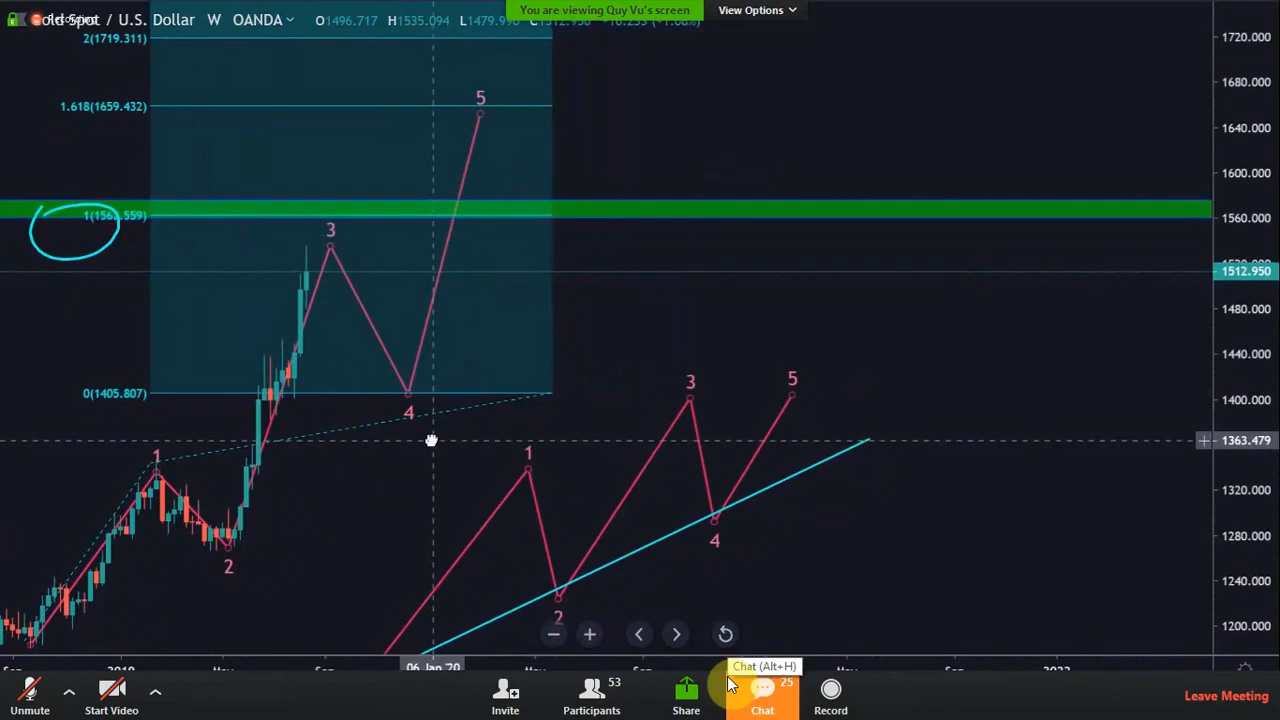 You are viewing Quy Vu's screen
View Options
Gold Spot / U.S. Dollar W OANDA O1496.717 H1535.094 L1479.990
2(1719.311)
1.618(1659.432)
1(1562.559)
0(1405.807)
1
2
3
4
5
1
2
3
4
5
1720.000
1680.000
1640.000
1600.000
1560.000
1512.950
1480.000
1440.000
1400.000
1363.479
1320.000
1280.000
1240.000
1200.000
06 Jan '20
Chat (Alt+H)
Unmute
Start Video
Invite
53
Participants
Share
25
Chat
Record
Leave Meeting